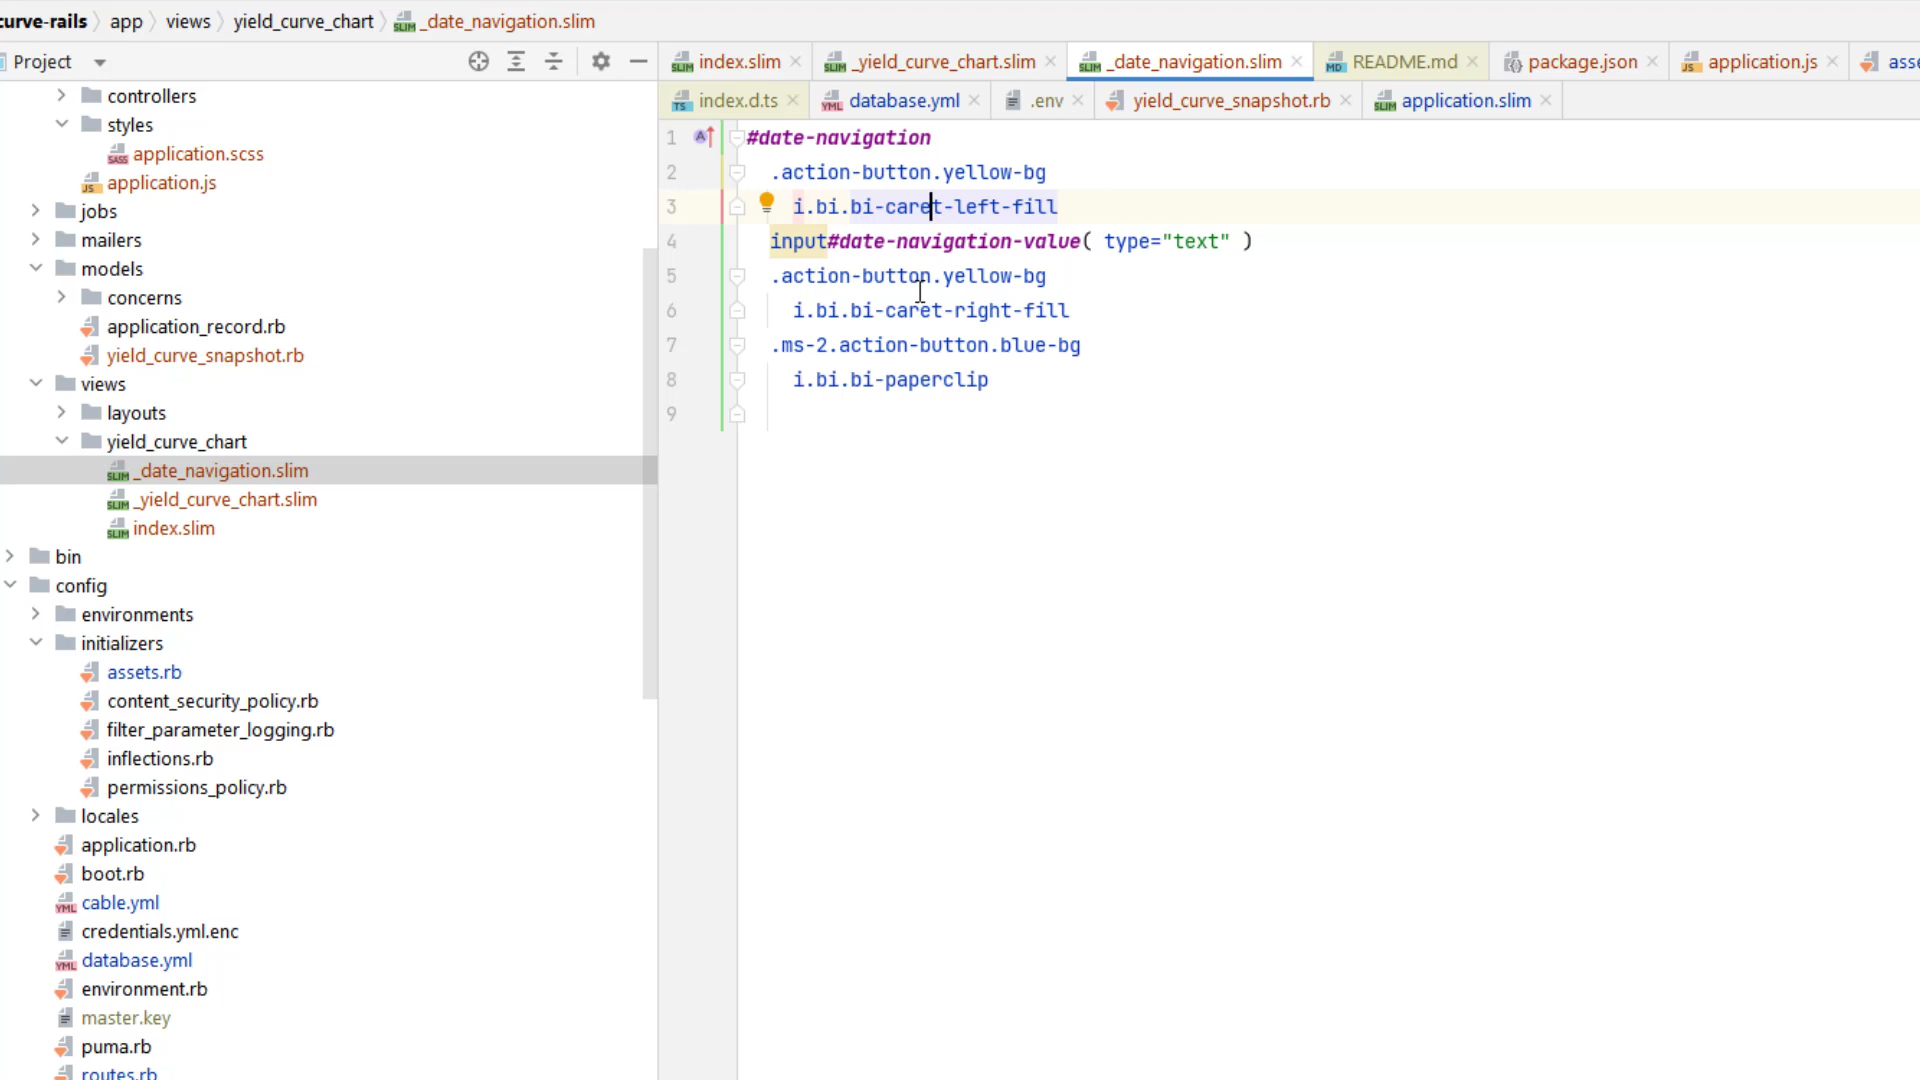 curve-rails app views yield_curve_chart _date_navigation.slim
Project
index.slim _yield_curve_chart.slim _date_navigation.slim README.md package.json application.js asse
index.d.ts database.yml .env yield_curve_snapshot.rb application.slim
controllers
styles
application.scss
application.js
jobs
mailers
models
concerns
application_record.rb
yield_curve_snapshot.rb
views
layouts
yield_curve_chart
_date_navigation.slim
_yield_curve_chart.slim
index.slim
bin
config
environments
initializers
assets.rb
content_security_policy.rb
filter_parameter_logging.rb
inflections.rb
permissions_policy.rb
locales
application.rb
boot.rb
cable.yml
credentials.yml.enc
database.yml
environment.rb
master.key
puma.rb
routes.rb
1 #date-navigation
2 .action-button.yellow-bg
3 i.bi.bi-caret-left-fill
4 input#date-navigation-value( type="text" )
5 .action-button.yellow-bg
6 i.bi.bi-caret-right-fill
7 .ms-2.action-button.blue-bg
8 i.bi.bi-paperclip
9